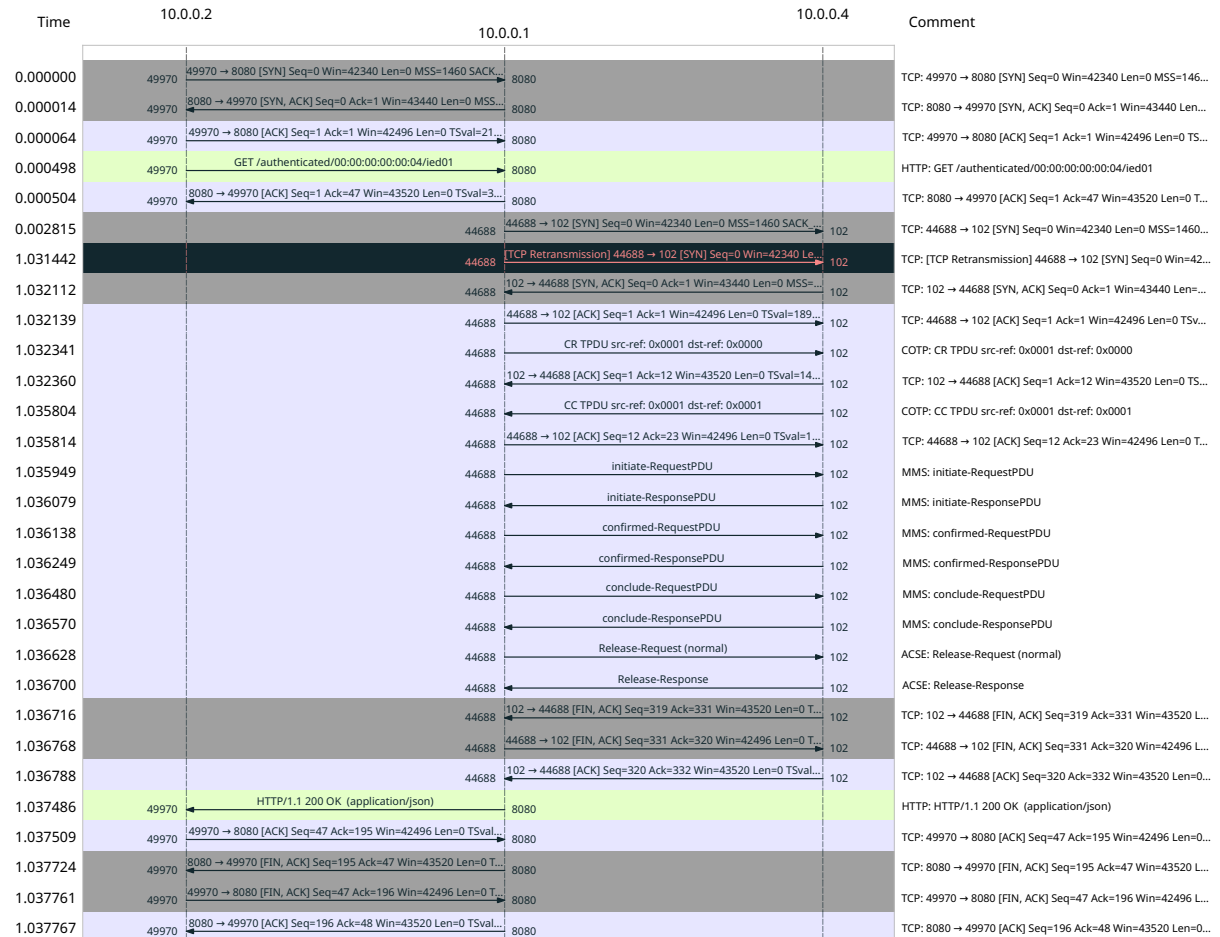 10.0.0.2 10.0.0.4
Time Comment
10.0.0.1
0.000000 49970 49970 → 8080 [SYN] Seq=0 Win=42340 Len=0 MSS=1460 SACK... 8080 TCP: 49970 → 8080 [SYN] Seq=0 Win=42340 Len=0 MSS=146...
0.000014 49970 8080 → 49970 [SYN, ACK] Seq=0 Ack=1 Win=43440 Len=0 MSS... 8080 TCP: 8080 → 49970 [SYN, ACK] Seq=0 Ack=1 Win=43440 Len...
0.000064 49970 49970 → 8080 [ACK] Seq=1 Ack=1 Win=42496 Len=0 TSval=21... 8080 TCP: 49970 → 8080 [ACK] Seq=1 Ack=1 Win=42496 Len=0 TS...
0.000498 49970 GET /authenticated/00:00:00:00:00:04/ied01 8080 HTTP: GET /authenticated/00:00:00:00:00:04/ied01
0.000504 49970 8080 → 49970 [ACK] Seq=1 Ack=47 Win=43520 Len=0 TSval=3... 8080 TCP: 8080 → 49970 [ACK] Seq=1 Ack=47 Win=43520 Len=0 T...
0.002815 44688 44688 → 102 [SYN] Seq=0 Win=42340 Len=0 MSS=1460 SACK_... 102 TCP: 44688 → 102 [SYN] Seq=0 Win=42340 Len=0 MSS=1460...
1.031442 44688 [TCP Retransmission] 44688 → 102 [SYN] Seq=0 Win=42340 Le... 102 TCP: [TCP Retransmission] 44688 → 102 [SYN] Seq=0 Win=42...
1.032112 44688 102 → 44688 [SYN, ACK] Seq=0 Ack=1 Win=43440 Len=0 MSS=... 102 TCP: 102 → 44688 [SYN, ACK] Seq=0 Ack=1 Win=43440 Len=...
1.032139 44688 44688 → 102 [ACK] Seq=1 Ack=1 Win=42496 Len=0 TSval=189... 102 TCP: 44688 → 102 [ACK] Seq=1 Ack=1 Win=42496 Len=0 TSv...
1.032341 44688 CR TPDU src-ref: 0x0001 dst-ref: 0x0000 102 COTP: CR TPDU src-ref: 0x0001 dst-ref: 0x0000
1.032360 44688 102 → 44688 [ACK] Seq=1 Ack=12 Win=43520 Len=0 TSval=14... 102 TCP: 102 → 44688 [ACK] Seq=1 Ack=12 Win=43520 Len=0 TS...
1.035804 44688 CC TPDU src-ref: 0x0001 dst-ref: 0x0001 102 COTP: CC TPDU src-ref: 0x0001 dst-ref: 0x0001
1.035814 44688 44688 → 102 [ACK] Seq=12 Ack=23 Win=42496 Len=0 TSval=1... 102 TCP: 44688 → 102 [ACK] Seq=12 Ack=23 Win=42496 Len=0 T...
1.035949 44688 initiate-RequestPDU 102 MMS: initiate-RequestPDU
1.036079 44688 initiate-ResponsePDU 102 MMS: initiate-ResponsePDU
1.036138 44688 confirmed-RequestPDU 102 MMS: confirmed-RequestPDU
1.036249 44688 confirmed-ResponsePDU 102 MMS: confirmed-ResponsePDU
1.036480 44688 conclude-RequestPDU 102 MMS: conclude-RequestPDU
1.036570 44688 conclude-ResponsePDU 102 MMS: conclude-ResponsePDU
1.036628 44688 Release-Request (normal) 102 ACSE: Release-Request (normal)
1.036700 44688 Release-Response 102 ACSE: Release-Response
1.036716 44688 102 → 44688 [FIN, ACK] Seq=319 Ack=331 Win=43520 Len=0 T... 102 TCP: 102 → 44688 [FIN, ACK] Seq=319 Ack=331 Win=43520 L...
1.036768 44688 44688 → 102 [FIN, ACK] Seq=331 Ack=320 Win=42496 Len=0 T... 102 TCP: 44688 → 102 [FIN, ACK] Seq=331 Ack=320 Win=42496 L...
1.036788 44688 102 → 44688 [ACK] Seq=320 Ack=332 Win=43520 Len=0 TSval... 102 TCP: 102 → 44688 [ACK] Seq=320 Ack=332 Win=43520 Len=0...
1.037486 49970 HTTP/1.1 200 OK (application/json) 8080 HTTP: HTTP/1.1 200 OK (application/json)
1.037509 49970 49970 → 8080 [ACK] Seq=47 Ack=195 Win=42496 Len=0 TSval... 8080 TCP: 49970 → 8080 [ACK] Seq=47 Ack=195 Win=42496 Len=0...
1.037724 49970 8080 → 49970 [FIN, ACK] Seq=195 Ack=47 Win=43520 Len=0 T... 8080 TCP: 8080 → 49970 [FIN, ACK] Seq=195 Ack=47 Win=43520 L...
1.037761 49970 49970 → 8080 [FIN, ACK] Seq=47 Ack=196 Win=42496 Len=0 T... 8080 TCP: 49970 → 8080 [FIN, ACK] Seq=47 Ack=196 Win=42496 L...
1.037767 49970 8080 → 49970 [ACK] Seq=196 Ack=48 Win=43520 Len=0 TSval... 8080 TCP: 8080 → 49970 [ACK] Seq=196 Ack=48 Win=43520 Len=0...